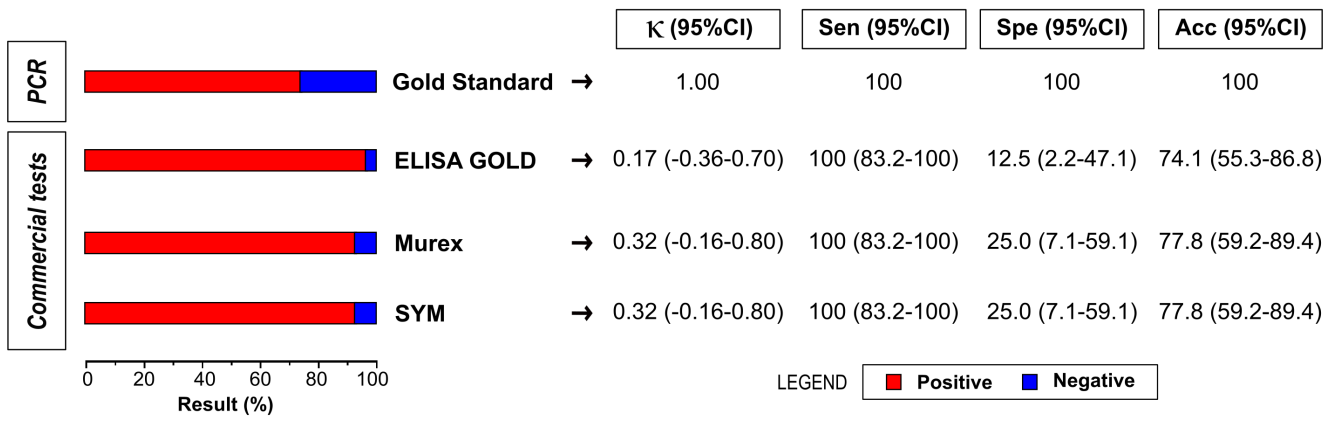 κ (95%CI) Sen (95%CI) Spe (95%CI) Acc (95%CI)
PCR
Gold Standard → 1.00 100 100 100
Commercial tests
ELISA GOLD → 0.17 (-0.36-0.70) 100 (83.2-100) 12.5 (2.2-47.1) 74.1 (55.3-86.8)
Murex → 0.32 (-0.16-0.80) 100 (83.2-100) 25.0 (7.1-59.1) 77.8 (59.2-89.4)
SYM → 0.32 (-0.16-0.80) 100 (83.2-100) 25.0 (7.1-59.1) 77.8 (59.2-89.4)
0 20 40 60 80 100
Result (%)
LEGEND Positive Negative